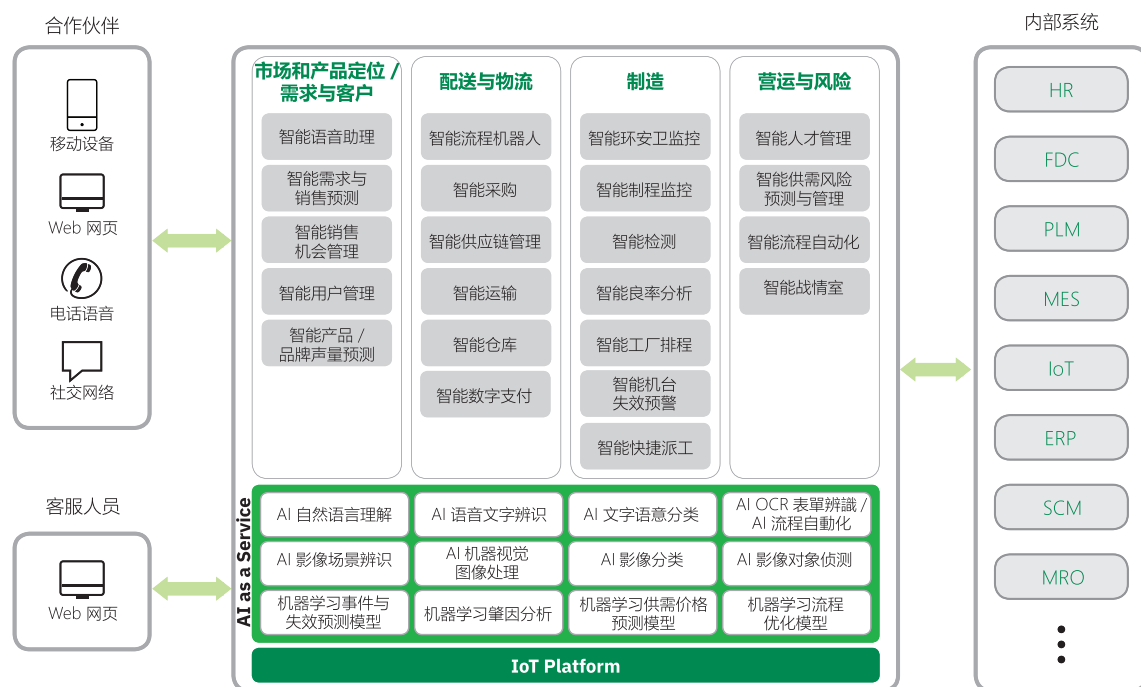 合作伙伴
移动设备
Web 网页
电话语音
社交网络
客服人员
Web 网页
市场和产品定位 /
需求与客户
智能语音助理
智能需求与
销售预测
智能销售
机会管理
智能用户管理
智能产品 /
品牌声量预测
配送与物流
智能流程机器人
智能采购
智能供应链管理
智能运输
智能仓库
智能数字支付
制造
智能环安卫监控
智能制程监控
智能检测
智能良率分析
智能工厂排程
智能机台
失效预警
智能快捷派工
营运与风险
智能人才管理
智能供需风险
预测与管理
智能流程自动化
智能战情室
AI as a Service
AI 自然语言理解
AI 语音文字辨识
AI 文字语意分类
AI OCR 表單辨識 /
AI 流程自動化
AI 影像场景辨识
AI 机器视觉
图像处理
AI 影像分类
AI 影像对象侦测
机器学习事件与
失效预测模型
机器学习肇因分析
机器学习供需价格
预测模型
机器学习流程
优化模型
IoT Platform
内部系统
HR
FDC
PLM
MES
IoT
ERP
SCM
MRO